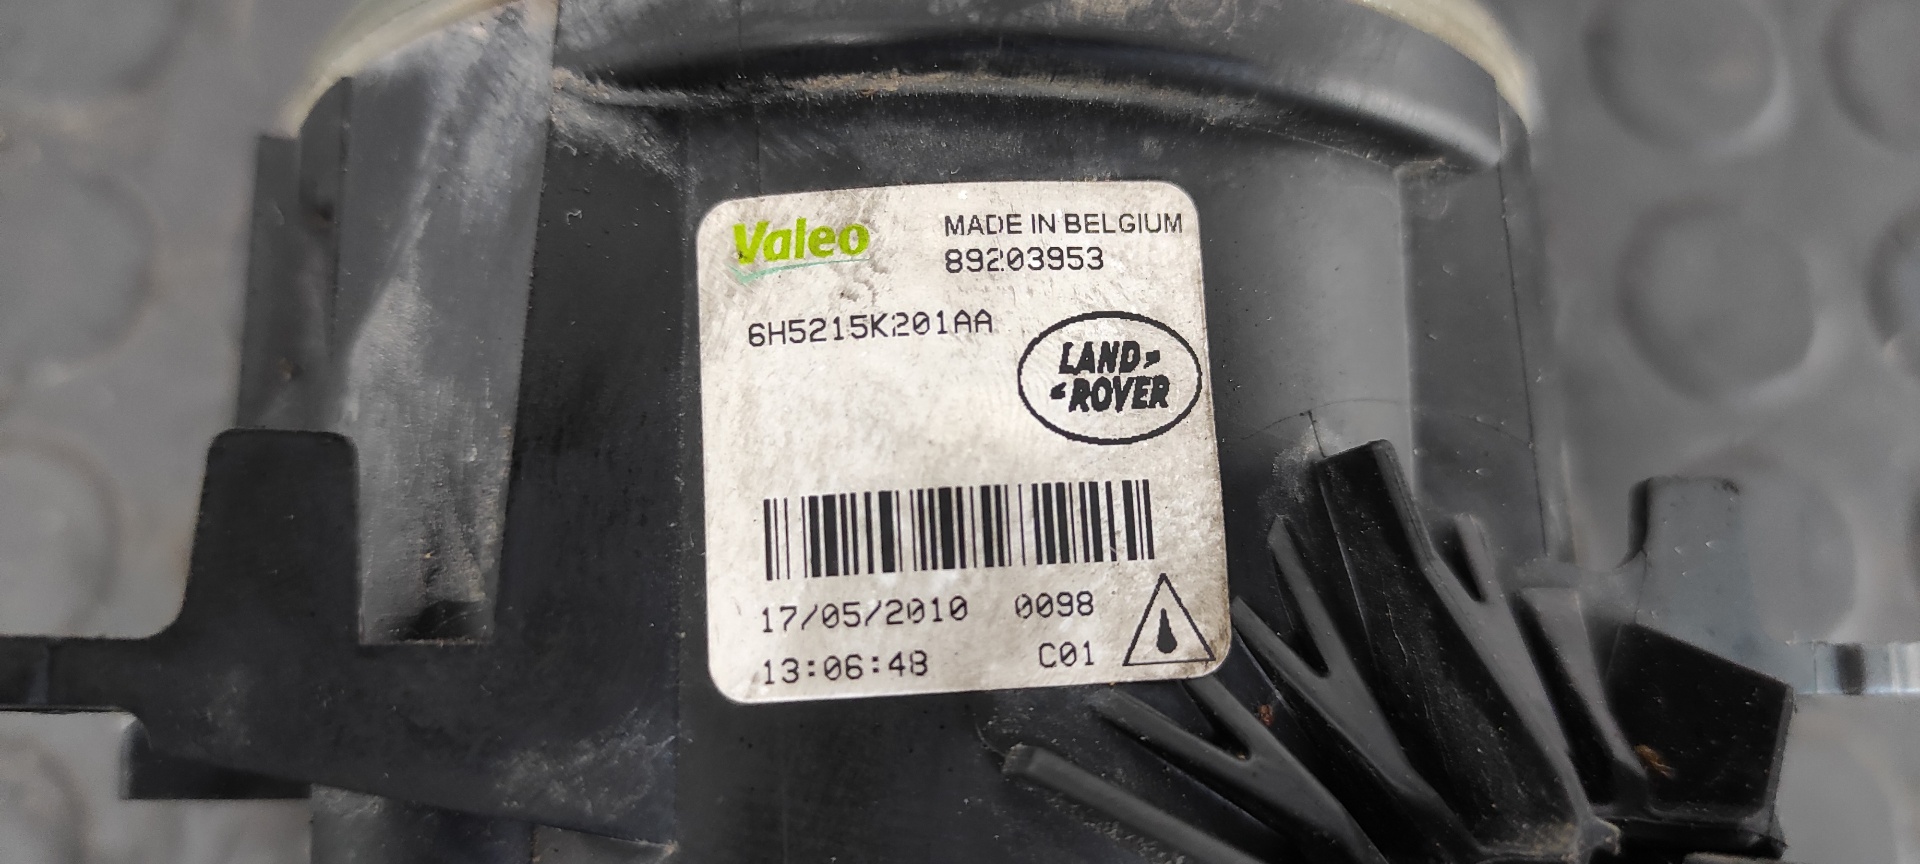 Valeo
MADE IN BELGIUM
89203953
6H5215K201AA
LAND
ROVER
17/05/2010 0098
13:06:48 C01